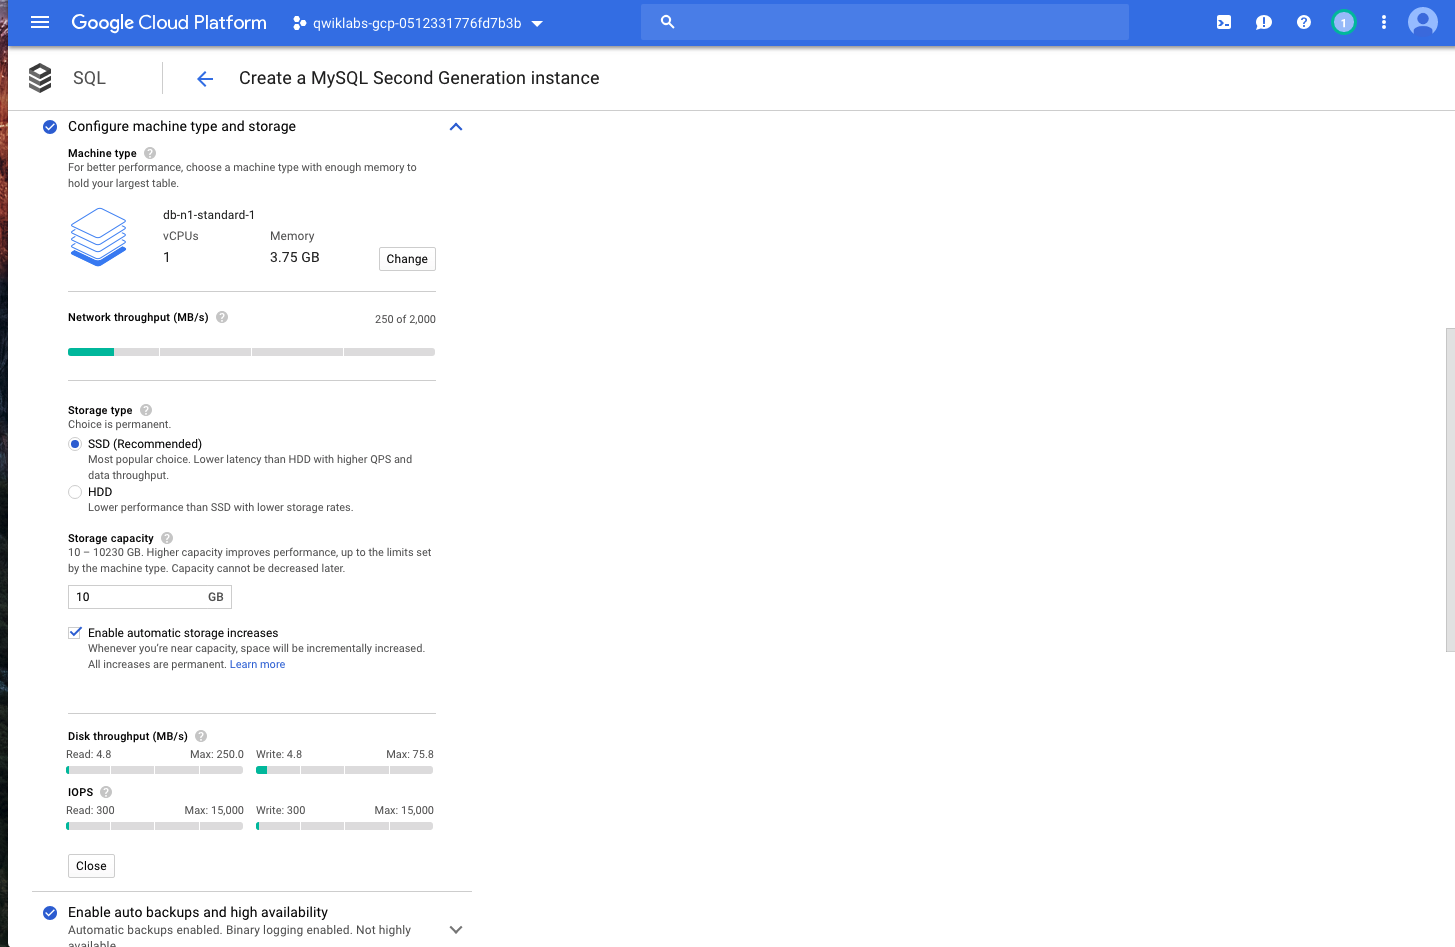 Google Cloud Platform
qwiklabs-gcp-0512331776fd7b3b
1
SQL
Create a MySQL Second Generation instance
Configure machine type and storage
Machine type
For better performance, choose a machine type with enough memory to
hold your largest table.
db-n1-standard-1
vCPUs Memory
1 3.75 GB
Change
Network throughput (MB/s)
250 of 2,000
Storage type
Choice is permanent.
SSD (Recommended)
Most popular choice. Lower latency than HDD with higher QPS and
data throughput.
HDD
Lower performance than SSD with lower storage rates.
Storage capacity
10 – 10230 GB. Higher capacity improves performance, up to the limits set
by the machine type. Capacity cannot be decreased later.
10 GB
Enable automatic storage increases
Whenever you're near capacity, space will be incrementally increased.
All increases are permanent. Learn more
Disk throughput (MB/s)
Read: 4.8 Max: 250.0 Write: 4.8 Max: 75.8
IOPS
Read: 300 Max: 15,000 Write: 300 Max: 15,000
Close
Enable auto backups and high availability
Automatic backups enabled. Binary logging enabled. Not highly
available